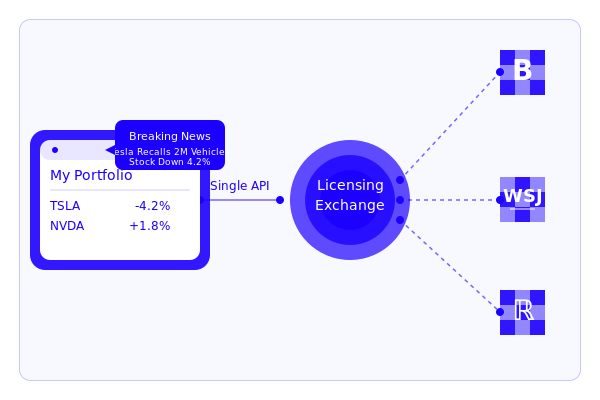 Breaking News
esla Recalls 2M Vehicle
Stock Down 4.2%
My Portfolio
TSLA -4.2%
NVDA +1.8%
Single API
Licensing
Exchange
B
WSJ
ℝ